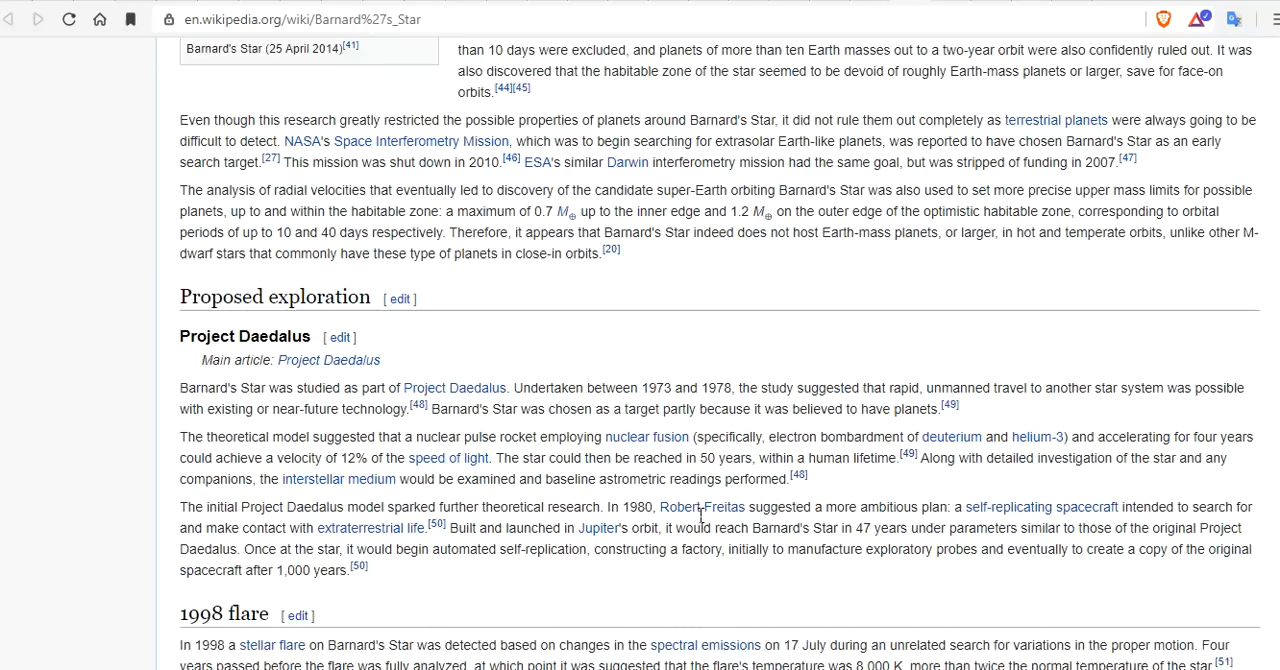 en.wikipedia.org/wiki/Barnard%27s_Star
Barnard's Star (25 April 2014)[41]
than 10 days were excluded, and planets of more than ten Earth masses out to a two-year orbit were also confidently ruled out. It was
also discovered that the habitable zone of the star seemed to be devoid of roughly Earth-mass planets or larger, save for face-on
orbits.[44][45]
Even though this research greatly restricted the possible properties of planets around Barnard's Star, it did not rule them out completely as terrestrial planets were always going to be
difficult to detect. NASA's Space Interferometry Mission, which was to begin searching for extrasolar Earth-like planets, was reported to have chosen Barnard's Star as an early
search target.[27] This mission was shut down in 2010.[46] ESA's similar Darwin interferometry mission had the same goal, but was stripped of funding in 2007.[47]
The analysis of radial velocities that eventually led to discovery of the candidate super-Earth orbiting Barnard's Star was also used to set more precise upper mass limits for possible
planets, up to and within the habitable zone: a maximum of 0.7 M⊕ up to the inner edge and 1.2 M⊕ on the outer edge of the optimistic habitable zone, corresponding to orbital
periods of up to 10 and 40 days respectively. Therefore, it appears that Barnard's Star indeed does not host Earth-mass planets, or larger, in hot and temperate orbits, unlike other M-
dwarf stars that commonly have these type of planets in close-in orbits.[20]
Proposed exploration [ edit ]
Project Daedalus [ edit ]
Main article: Project Daedalus
Barnard's Star was studied as part of Project Daedalus. Undertaken between 1973 and 1978, the study suggested that rapid, unmanned travel to another star system was possible
with existing or near-future technology.[48] Barnard's Star was chosen as a target partly because it was believed to have planets.[49]
The theoretical model suggested that a nuclear pulse rocket employing nuclear fusion (specifically, electron bombardment of deuterium and helium-3) and accelerating for four years
could achieve a velocity of 12% of the speed of light. The star could then be reached in 50 years, within a human lifetime.[49] Along with detailed investigation of the star and any
companions, the interstellar medium would be examined and baseline astrometric readings performed.[48]
The initial Project Daedalus model sparked further theoretical research. In 1980, Robert Freitas suggested a more ambitious plan: a self-replicating spacecraft intended to search for
and make contact with extraterrestrial life.[50] Built and launched in Jupiter's orbit, it would reach Barnard's Star in 47 years under parameters similar to those of the original Project
Daedalus. Once at the star, it would begin automated self-replication, constructing a factory, initially to manufacture exploratory probes and eventually to create a copy of the original
spacecraft after 1,000 years.[50]
1998 flare [ edit ]
In 1998 a stellar flare on Barnard's Star was detected based on changes in the spectral emissions on 17 July during an unrelated search for variations in the proper motion. Four
years passed before the flare was fully analyzed, at which point it was suggested that the flare's temperature was 8,000 K, more than twice the normal temperature of the star.[51]